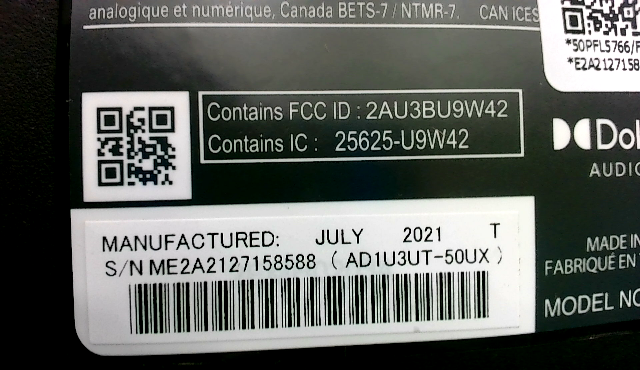 analogique et numérique, Canada BETS-7 / NTMR-7. CAN ICES
*50PFL5766/F
*E2A2127158
Contains FCC ID : 2AU3BU9W42
Contains IC : 25625-U9W42
AUDIO
MANUFACTURED: JULY 2021 T
S/N ME2A2127158588 ( AD1U3UT-50UX )
MADE IN
FABRIQUÉ EN
MODEL NO